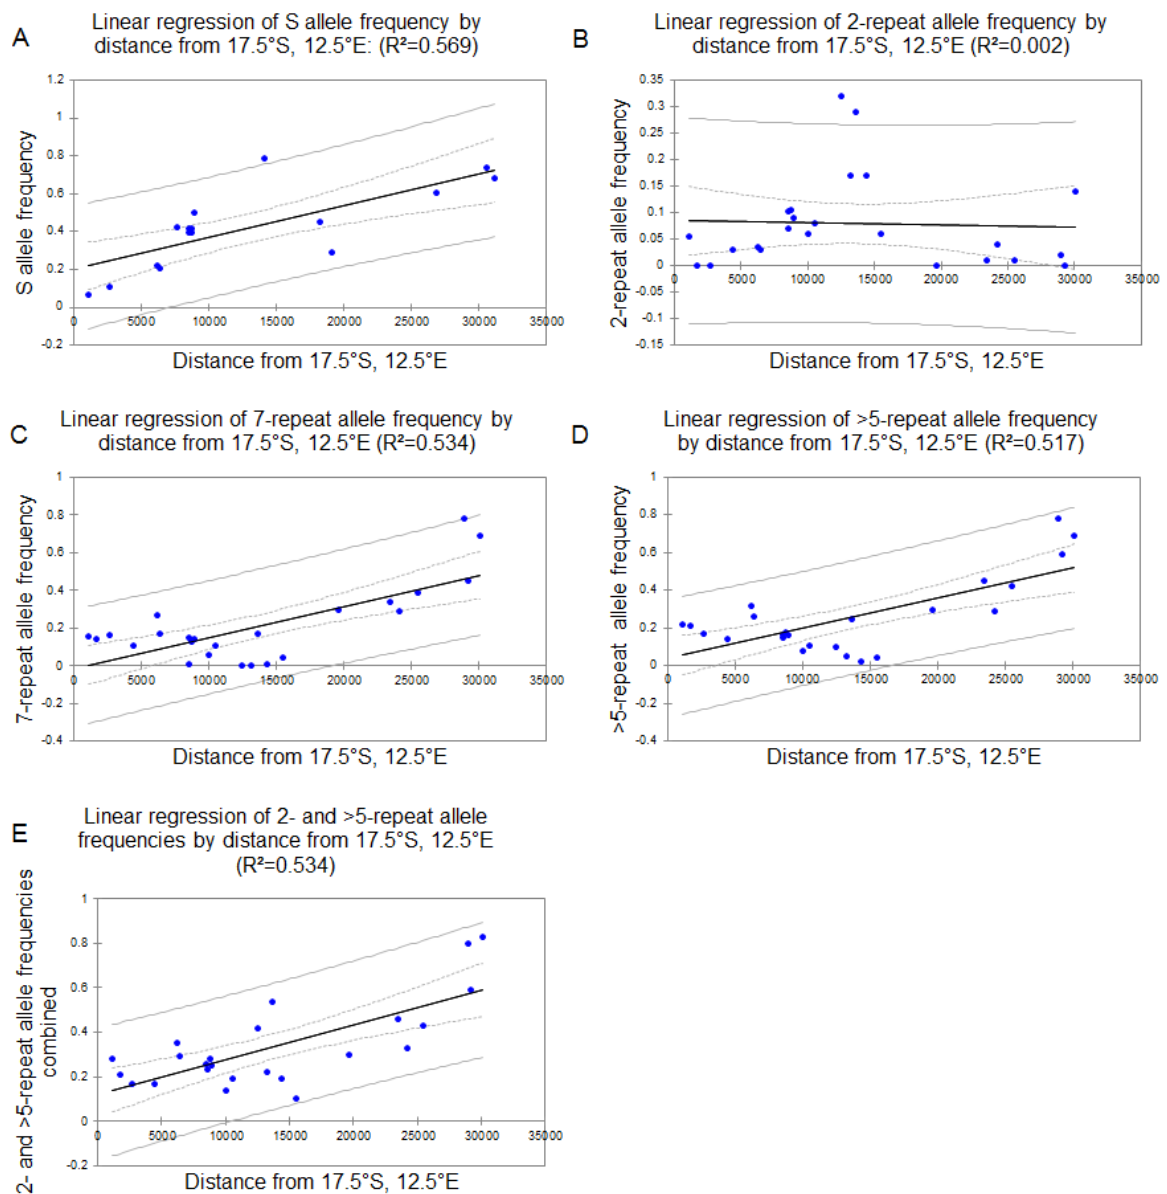 A
Linear regression of S allele frequency by
distance from 17.5°S, 12.5°E: (R²=0.569)
S allele frequency
1.2
1
0.8
0.6
0.4
0.2
0
-0.2
0 5000 10000 15000 20000 25000 30000 35000
Distance from 17.5°S, 12.5°E
B
Linear regression of 2-repeat allele frequency by
distance from 17.5°S, 12.5°E (R²=0.002)
2-repeat allele frequency
0.35
0.3
0.25
0.2
0.15
0.1
0.05
0
-0.05
-0.1
-0.15
0 5000 10000 15000 20000 25000 30000 35000
Distance from 17.5°S, 12.5°E
C
Linear regression of 7-repeat allele frequency by
distance from 17.5°S, 12.5°E (R²=0.534)
7-repeat allele frequency
1
0.8
0.6
0.4
0.2
0
-0.2
-0.4
0 5000 10000 15000 20000 25000 30000 35000
Distance from 17.5°S, 12.5°E
D
Linear regression of >5-repeat allele frequency
by distance from 17.5°S, 12.5°E (R²=0.517)
>5-repeat allele frequency
1
0.8
0.6
0.4
0.2
0
-0.2
-0.4
0 5000 10000 15000 20000 25000 30000 35000
Distance from 17.5°S, 12.5°E
E
Linear regression of 2- and >5-repeat allele
frequencies by distance from 17.5°S, 12.5°E
(R²=0.534)
2- and >5-repeat allele frequencies
combined
1
0.8
0.6
0.4
0.2
0
-0.2
0 5000 10000 15000 20000 25000 30000 35000
Distance from 17.5°S, 12.5°E